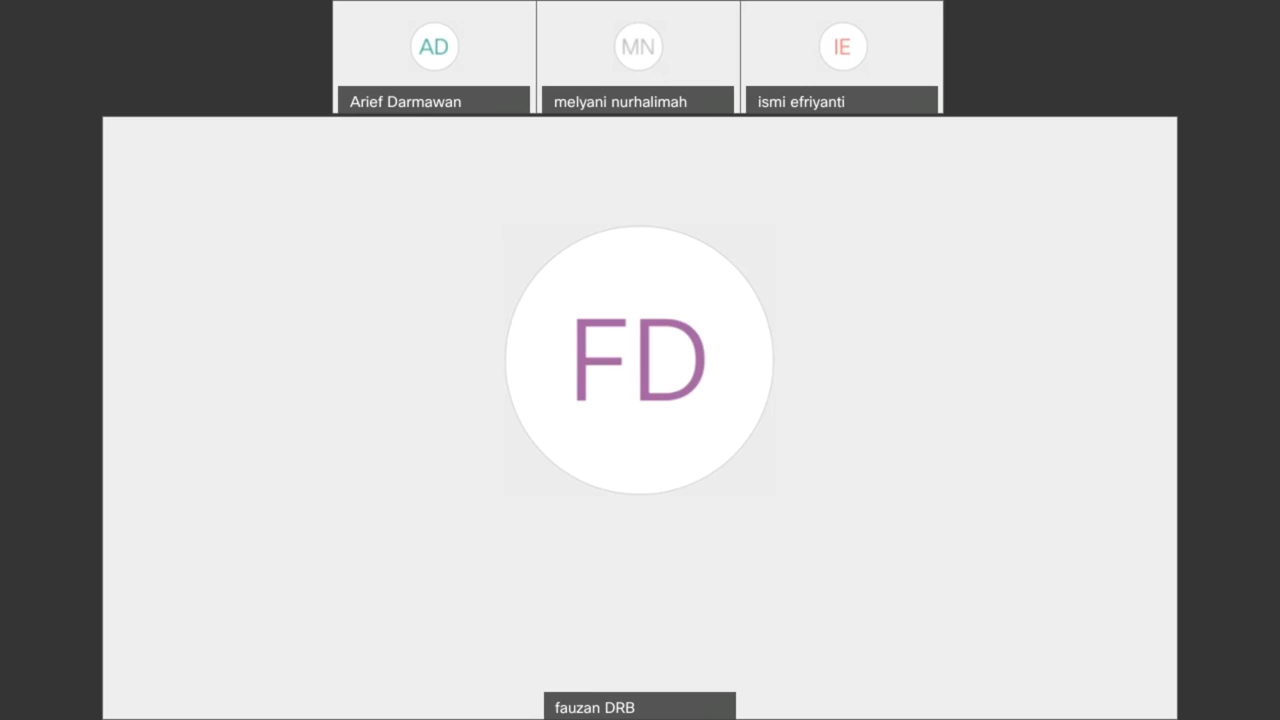 AD
MN
IE
Arief Darmawan
melyani nurhalimah
ismi efriyanti
FD
fauzan DRB